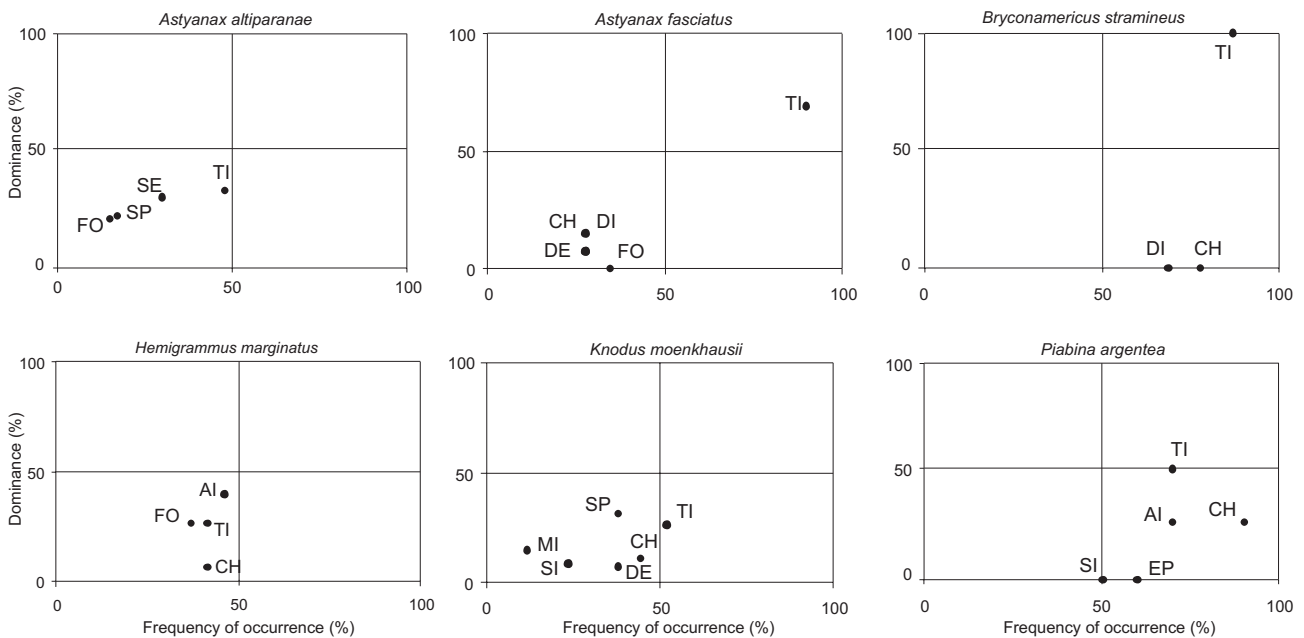 Astyanax altiparanae
Astyanax fasciatus
Bryconamericus stramineus
Dominance (%)
100
50
0
0
50
100
FO
SP
SE
TI
100
50
0
0
50
100
CH DI
DE FO
TI
100
50
0
0
50
100
TI
DI CH
Hemigrammus marginatus
Knodus moenkhausii
Piabina argentea
Dominance (%)
100
50
0
0
50
100
AI
FO
TI
CH
Frequency of occurrence (%)
100
50
0
0
50
100
SP TI
MI CH
SI DE
Frequency of occurrence (%)
100
50
0
0
50
100
TI
AI CH
SI EP
Frequency of occurrence (%)